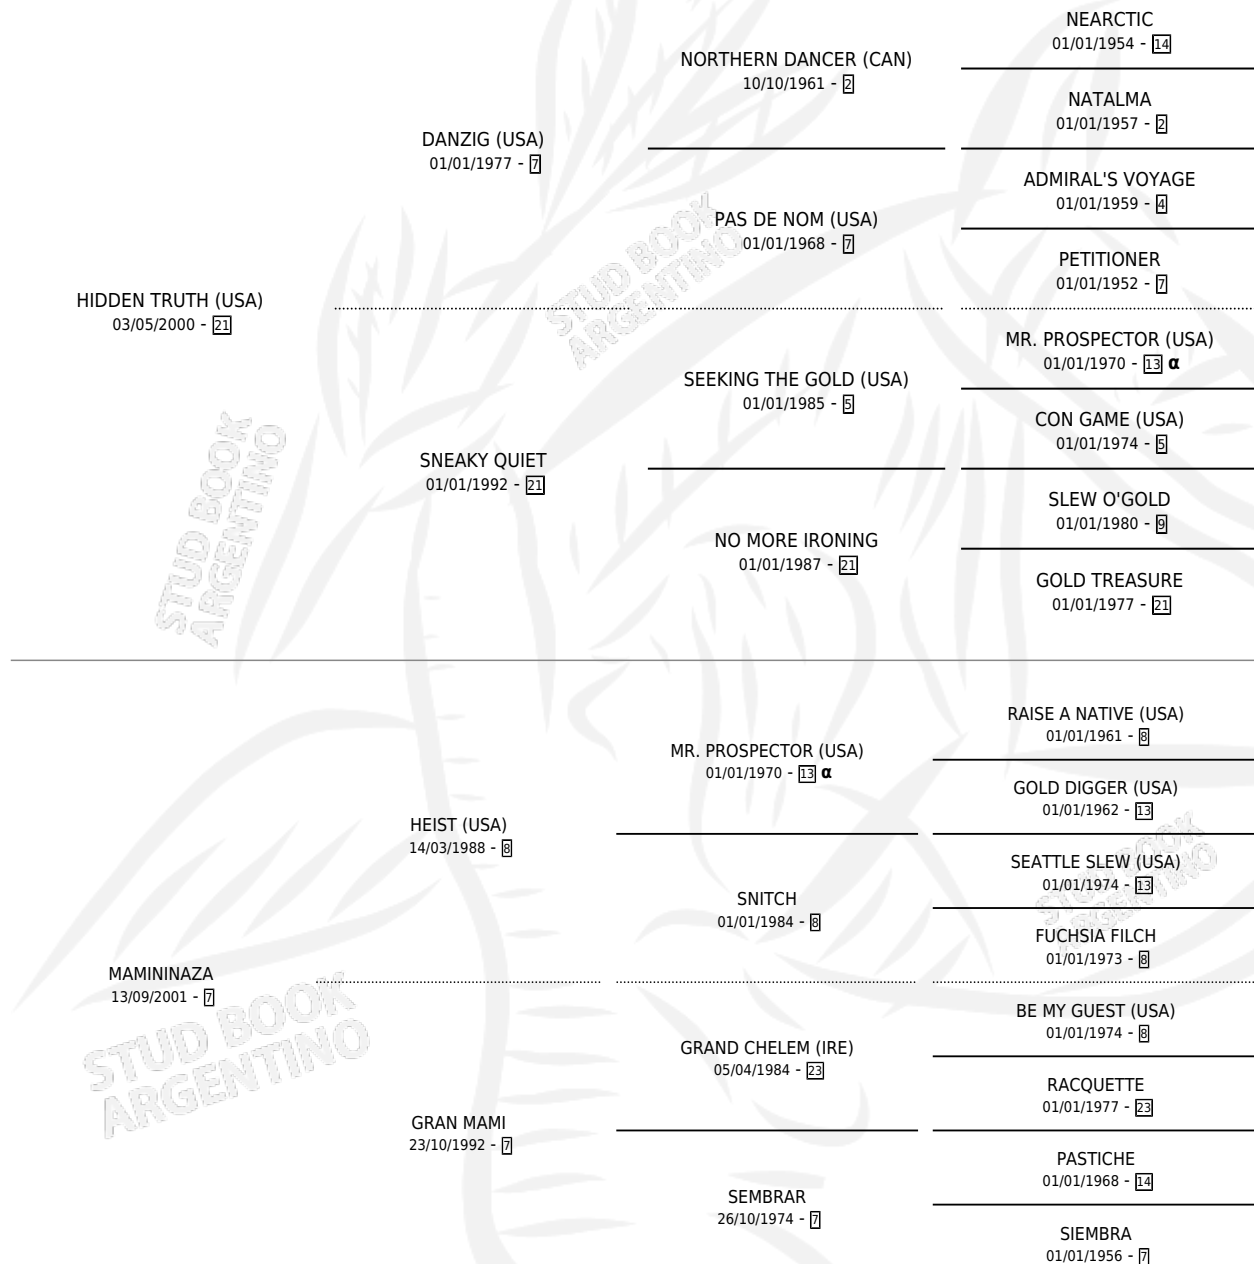 NEARCTIC
01/01/1954 - 14
NORTHERN DANCER (CAN)
10/10/1961 - 2
NATALMA
01/01/1957 - 2
DANZIG (USA)
01/01/1977 - 7
ADMIRAL'S VOYAGE
01/01/1959 - 4
PAS DE NOM (USA)
01/01/1968 - 7
PETITIONER
01/01/1952 - 7
HIDDEN TRUTH (USA)
03/05/2000 - 21
MR. PROSPECTOR (USA)
01/01/1970 - 13 α
SEEKING THE GOLD (USA)
01/01/1985 - 5
CON GAME (USA)
01/01/1974 - 5
SNEAKY QUIET
01/01/1992 - 21
SLEW O'GOLD
01/01/1980 - 9
NO MORE IRONING
01/01/1987 - 21
GOLD TREASURE
01/01/1977 - 21
STUD BOOK
ARGENTINO
STUD BOOK
ARGENTINO
RAISE A NATIVE (USA)
01/01/1961 - 8
MR. PROSPECTOR (USA)
01/01/1970 - 13 α
GOLD DIGGER (USA)
01/01/1962 - 13
HEIST (USA)
14/03/1988 - 8
SEATTLE SLEW (USA)
01/01/1974 - 13
SNITCH
01/01/1984 - 8
FUCHSIA FILCH
01/01/1973 - 8
MAMININAZA
13/09/2001 - 7
BE MY GUEST (USA)
01/01/1974 - 8
GRAND CHELEM (IRE)
05/04/1984 - 23
RACQUETTE
01/01/1977 - 23
GRAN MAMI
23/10/1992 - 7
PASTICHE
01/01/1968 - 14
SEMBRAR
26/10/1974 - 7
SIEMBRA
01/01/1956 - 7
STUD BOOK
ARGENTINO
STUD BOOK
ARGENTINO